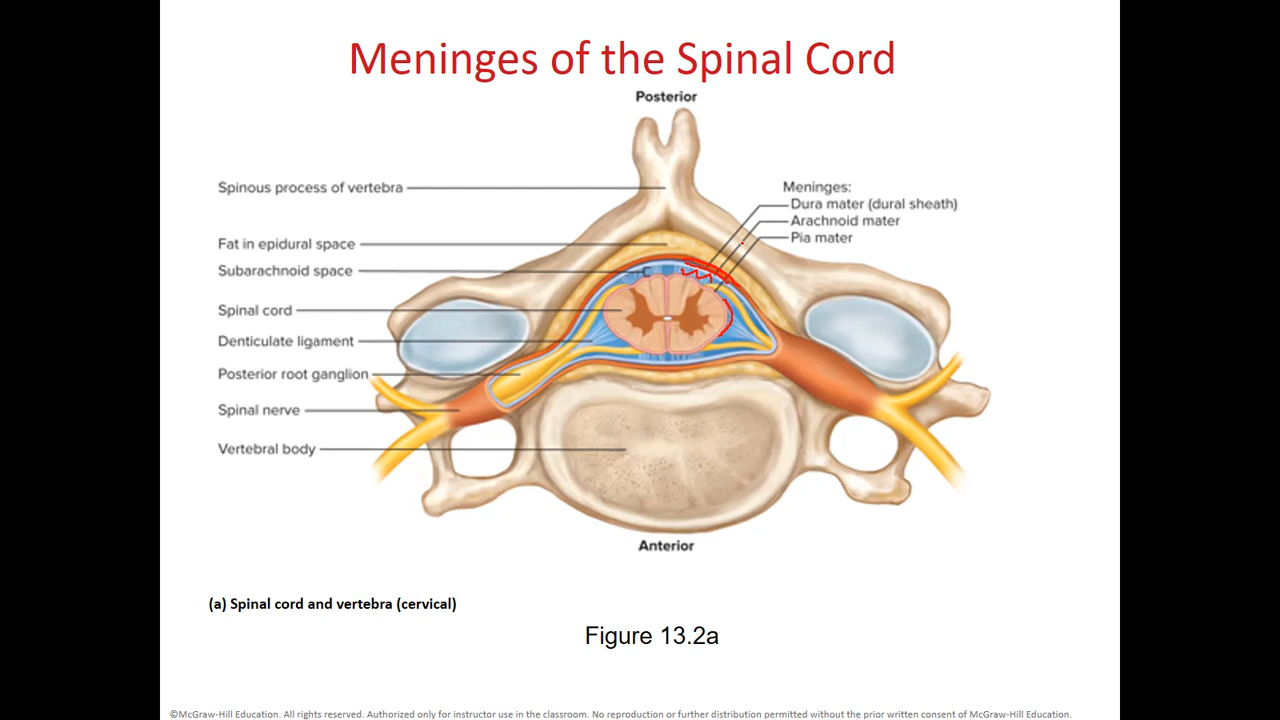 Meninges of the Spinal Cord
Posterior
Spinous process of vertebra
Fat in epidural space
Subarachnoid space
Spinal cord
Denticulate ligament
Posterior root ganglion
Spinal nerve
Vertebral body
Meninges:
Dura mater (dural sheath)
Arachnoid mater
Pia mater
Anterior
(a) Spinal cord and vertebra (cervical)
Figure 13.2a
©McGraw-Hill Education. All rights reserved. Authorized only for instructor use in the classroom. No reproduction or further distribution permitted without the prior written consent of McGraw-Hill Education.